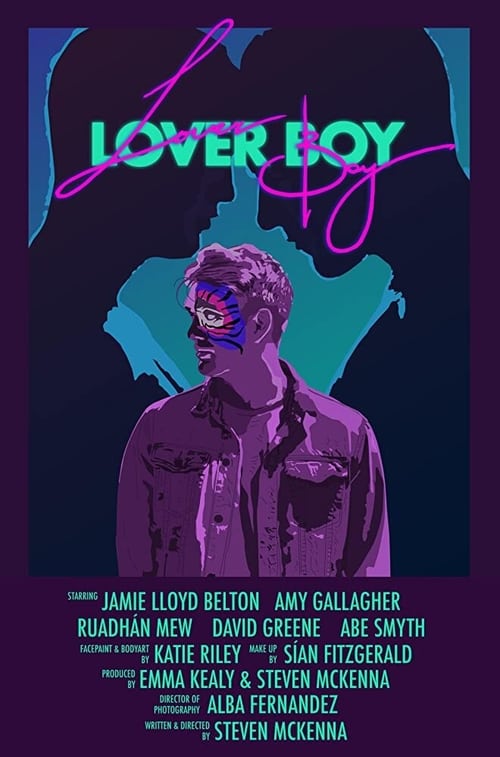 Lover Boy
LOVER BOY
STARRING JAMIE LLOYD BELTON AMY GALLAGHER
RUADHÁN MEW DAVID GREENE ABE SMYTH
FACEPAINT & BODYART BY KATIE RILEY MAKE UP BY SÍAN FITZGERALD
PRODUCED BY EMMA KEALY & STEVEN MCKENNA
DIRECTOR OF PHOTOGRAPHY ALBA FERNANDEZ
WRITTEN & DIRECTED BY STEVEN MCKENNA